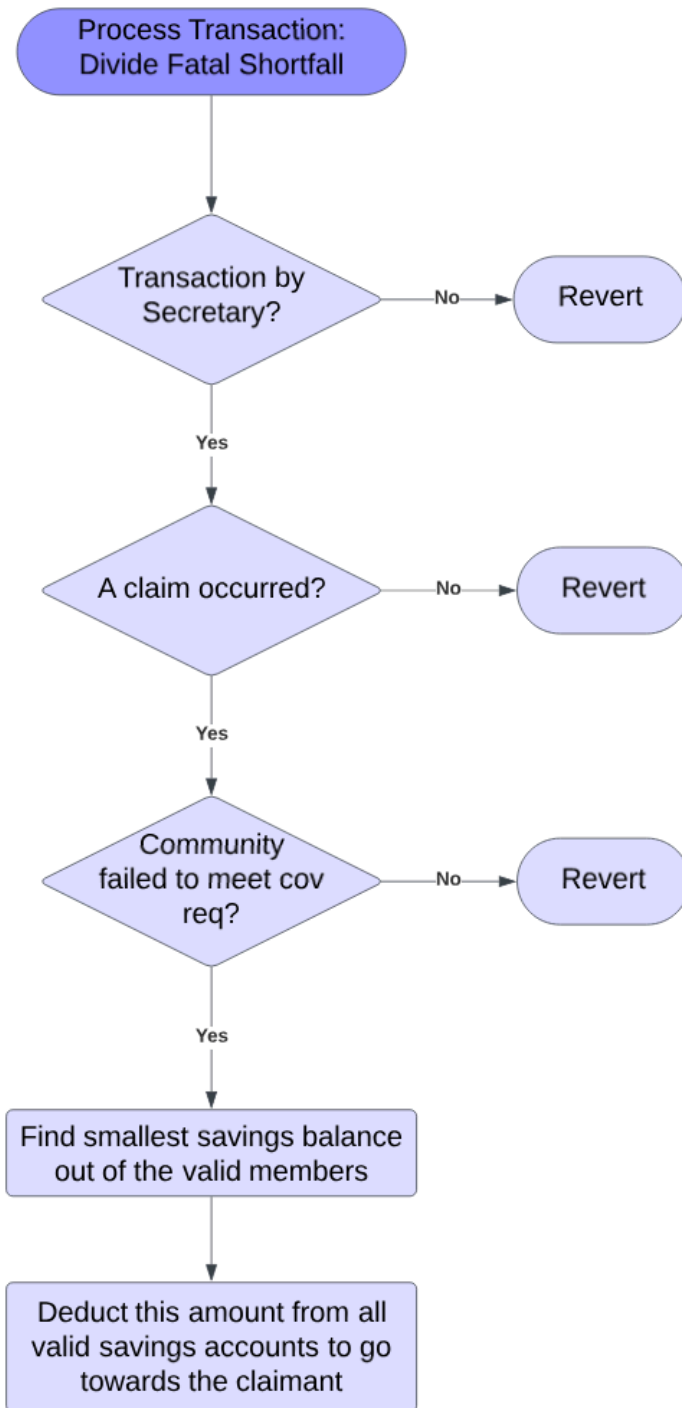 Process Transaction:
Divide Fatal Shortfall
Transaction by
Secretary?
No
Revert
Yes
A claim occurred?
No
Revert
Yes
Community
failed to meet cov
req?
No
Revert
Yes
Find smallest savings balance
out of the valid members
Deduct this amount from all
valid savings accounts to go
towards the claimant